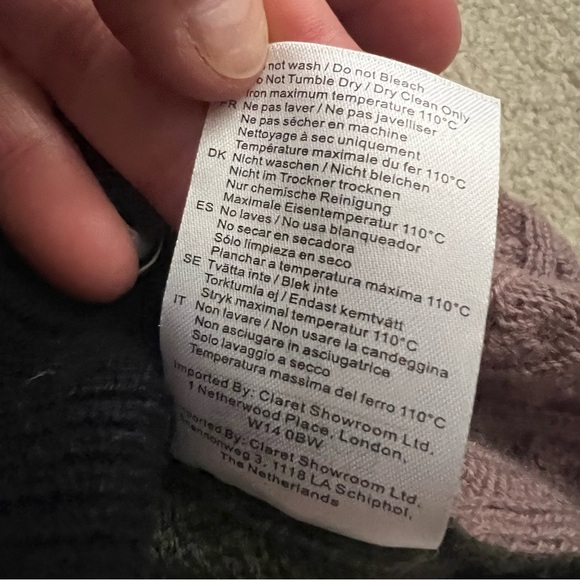 not wash / Do not Bleach
Not Tumble Dry / Dry Clean Only
Iron maximum temperature 110°C
FR Ne pas laver / Ne pas javelliser
Ne pas sécher en machine
Nettoyage à sec uniquement
Température maximale du fer 110°C
DK Nicht waschen / Nicht bleichen
Nicht im Trockner trocknen
Nur chemische Reinigung
Maximale Eisentemperatur 110°C
ES No laves / No usa blanqueador
No secar en secadora
Sólo limpieza en seco
Planchar a temperatura máxima 110°C
SE Tvätta inte / Blek inte
Torktumla ej / Endast kemtvätt
Stryk maximal temperatur 110°C
IT Non lavare / Non usare la candeggina
Non asciugare in asciugatrice
Solo lavaggio a secco
Temperatura massima del ferro 110°C
Imported By: Claret Showroom Ltd,
1 Netherwood Place, London,
W14 0BW
By: Claret Showroom Ltd,
3, 1118 LA Schiphol,
The Netherlands